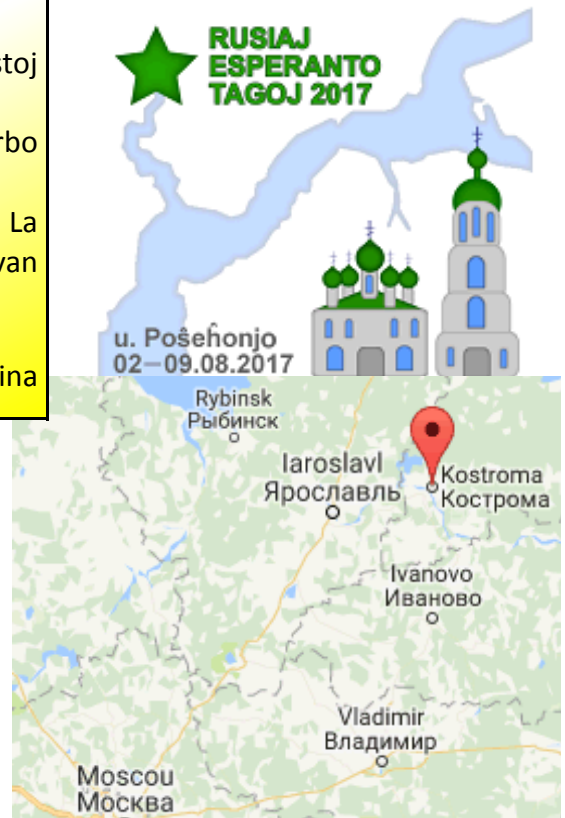 stoj
rbo
La
van
ina
RUSIAJ
ESPERANTO
TAGOJ 2017
u. Poŝeĥonjo
02–09.08.2017
Rybinsk
Рыбинск
Iaroslavl
Ярославль
Kostroma
Кострома
Ivanovo
Иваново
Vladimir
Владимир
Moscou
Москва